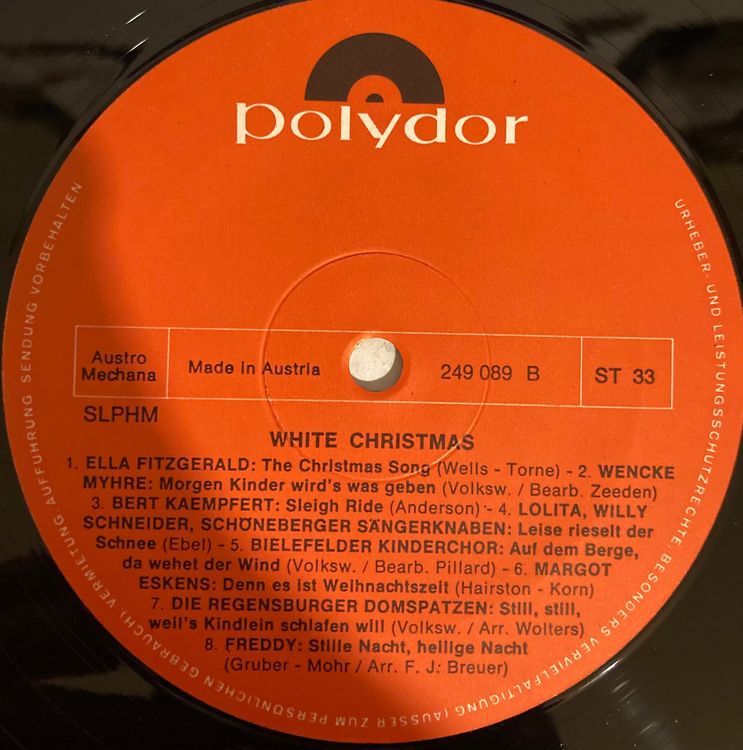 polydor
Austro
Mechana
Made in Austria
249 089 B
ST 33
SLPHM
WHITE CHRISTMAS
1. ELLA FITZGERALD: The Christmas Song (Wells - Torne) - 2. WENCKE
MYHRE: Morgen Kinder wird's was geben (Volksw. / Bearb. Zeeden)
3. BERT KAEMPFERT: Sleigh Ride (Anderson) - 4. LOLITA, WILLY
SCHNEIDER, SCHÖNEBERGER SÄNGERKNABEN: Leise rieselt der
Schnee (Ebel) - 5. BIELEFELDER KINDERCHOR: Auf dem Berge,
da wehet der Wind (Volksw. / Bearb. Pillard) - 6. MARGOT
ESKENS: Denn es ist Weihnachtszeit (Hairston - Korn)
7. DIE REGENSBURGER DOMSPATZEN: Still, still,
weil's Kindlein schlafen will (Volksw. / Arr. Wolters)
8. FREDDY: Stille Nacht, heilige Nacht
(Gruber - Mohr / Arr. F. J. Breuer)
URHEBER- UND LEISTUNGSSCHUTZRECHTE, BESONDERS VERVIELFÄLTIGUNG (AUSSER ZUM PERSÖNLICHEN GEBRAUCH), VERMIETUNG, AUFFÜHRUNG, SENDUNG VORBEHALTEN